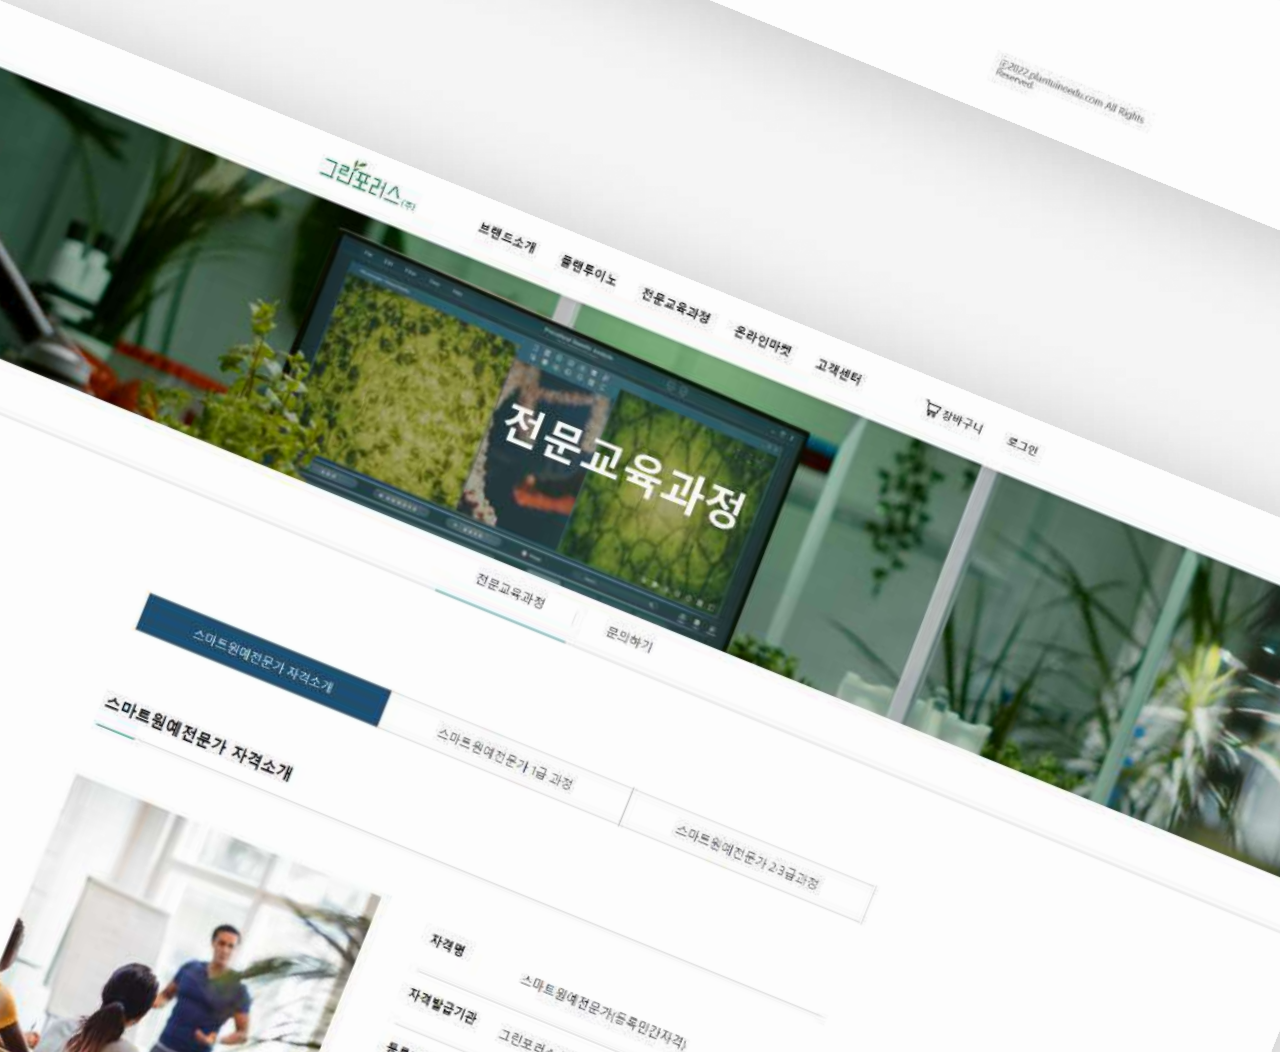 ©2022.plantuinoedu.com All Rights
Reserved.
그린포러스(주)
브랜드소개
플랜투이노
전문교육과정
온라인마켓
고객센터
장바구니
로그인
전문교육과정
전문교육과정
문의하기
스마트원예전문가 자격소개
스마트원예전문가 1급 과정
스마트원예전문가 2·3급과정
스마트원예전문가 자격소개
자격명
스마트원예전문가(등록민간자격)
자격발급기관
그린포러스